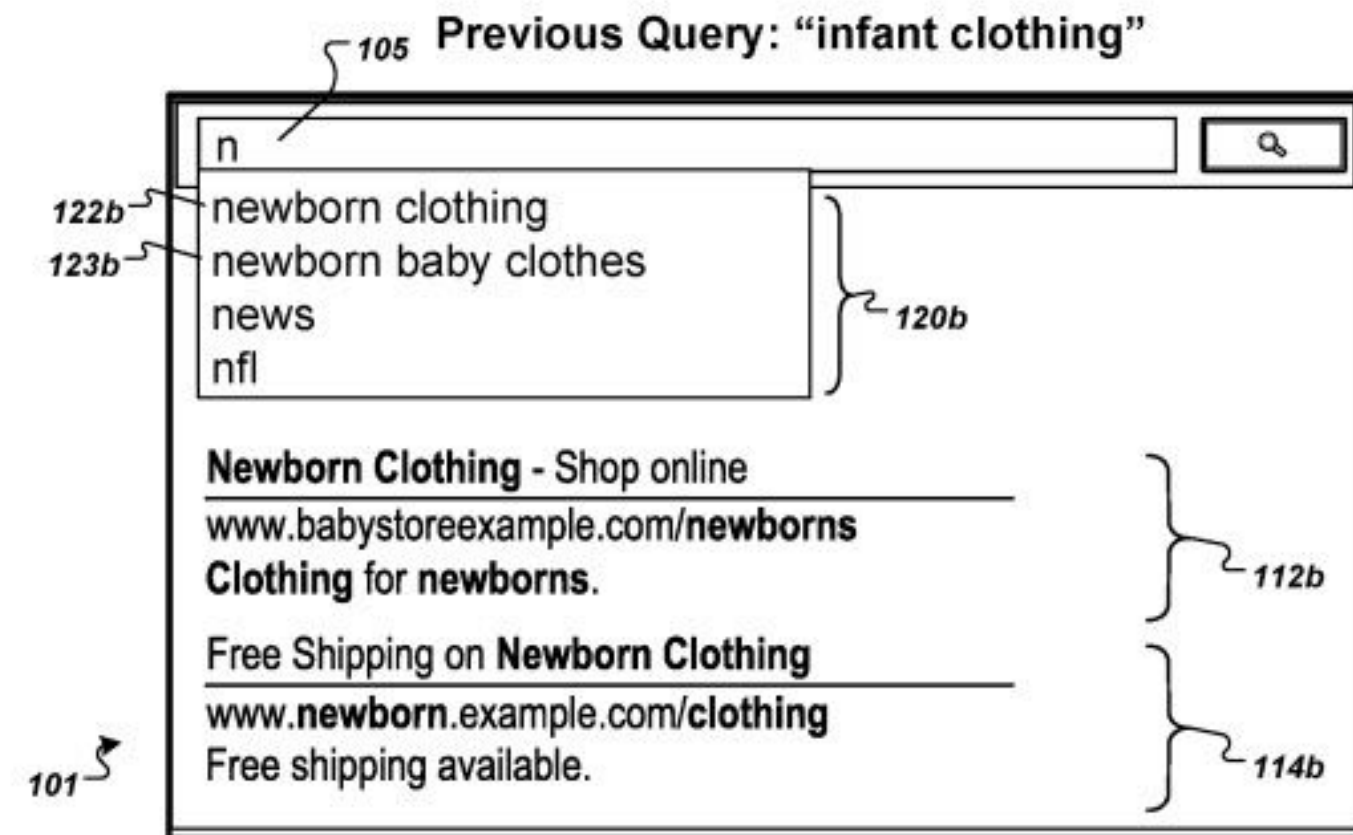 105 Previous Query: “infant clothing”
n
122b newborn clothing
123b newborn baby clothes
news
120b
nfl
Newborn Clothing - Shop online
www.babystoreexample.com/newborns
Clothing for newborns.
112b
Free Shipping on Newborn Clothing
www.newborn.example.com/clothing
Free shipping available.
114b
101